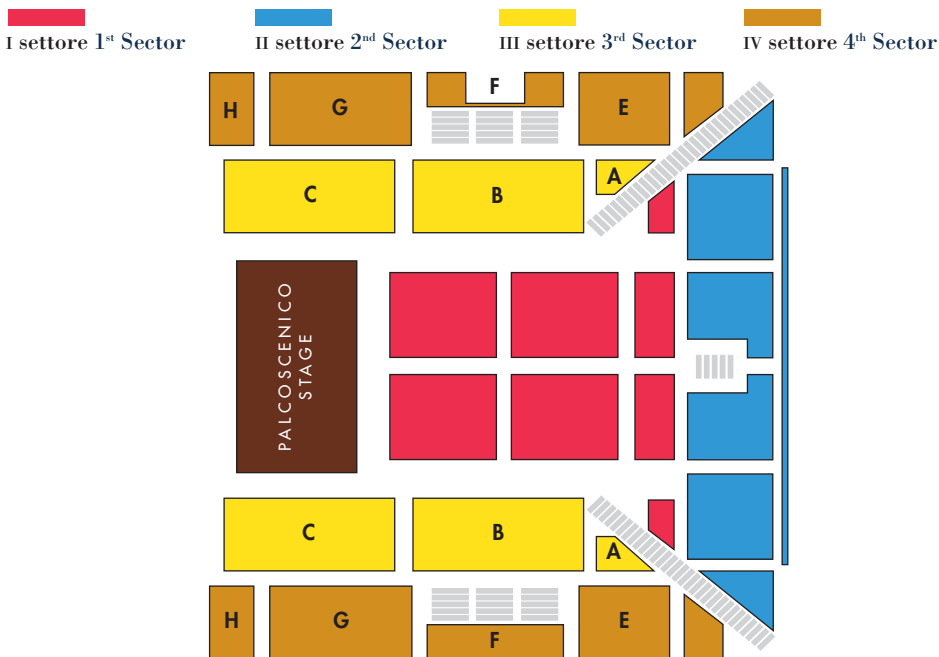 I settore 1st Sector
II settore 2nd Sector
III settore 3rd Sector
IV settore 4th Sector
H
G
F
E
C
B
A
PALCOSCENICO
STAGE
C
B
A
H
G
F
E